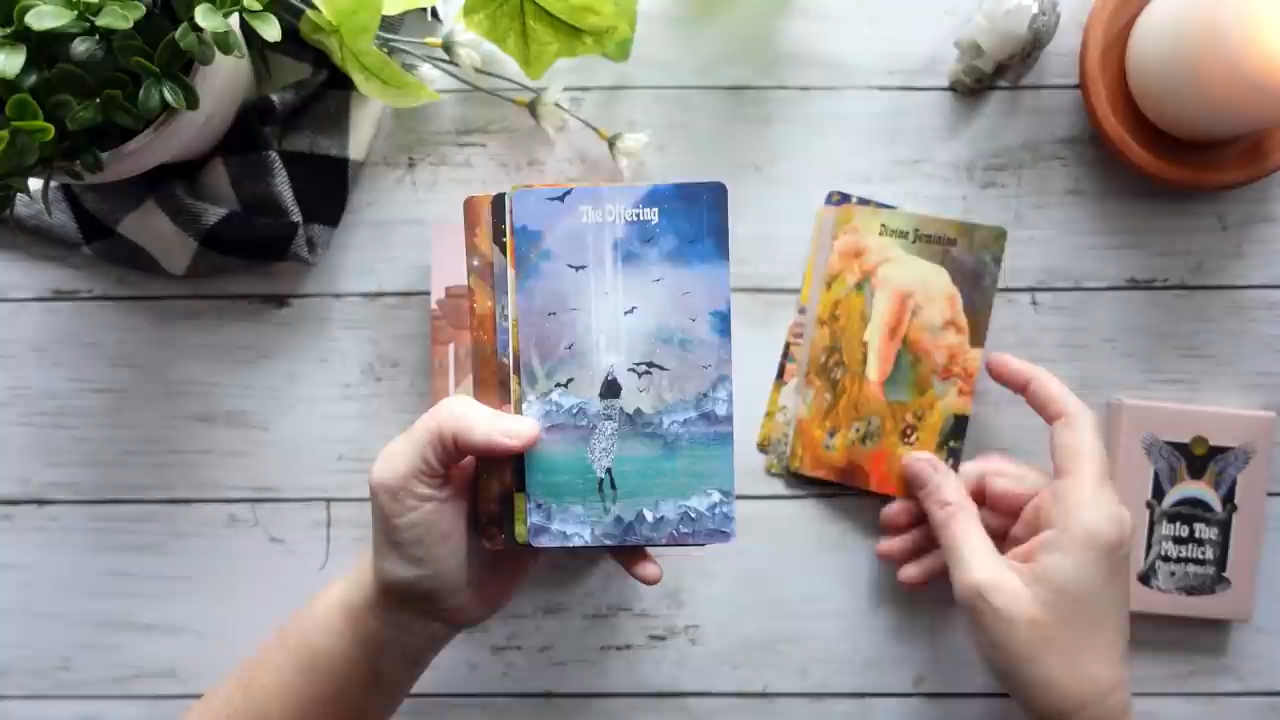 The Offering
Divine Feminine
Into The
Mystick
Pocket Oracle